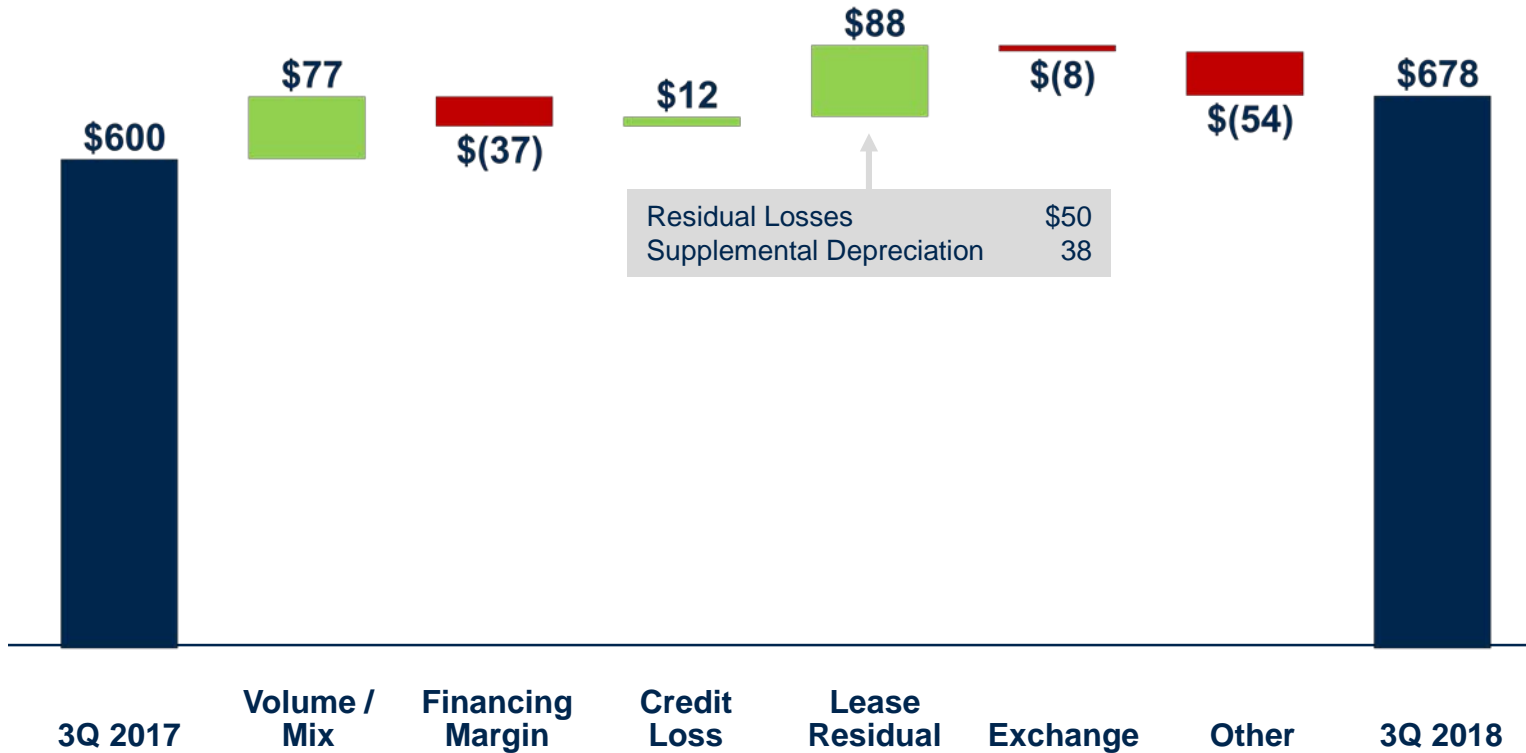 $600
$77
$(37)
$12
$88
$(8)
$(54)
$678
Residual Losses $50
Supplemental Depreciation 38
3Q 2017
Volume /
Mix
Financing
Margin
Credit
Loss
Lease
Residual
Exchange
Other
3Q 2018